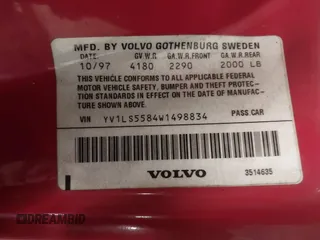 MFD. BY VOLVO GOTHENBURG SWEDEN
DATE G.V.W.R GA.W.R.FRONT GA.W.R.REAR
10/97 4180 2290 2000 LB
THIS VEHICLE CONFORMS TO ALL APPLICABLE FEDERAL
MOTOR VEHICLE SAFETY, BUMPER AND THEFT PROTEC-
TION STANDARDS IN EFFECT ON THE DATE OF MANUFAC-
TURE SHOWN ABOVE.
VIN YV1LS5584W1498834 PASS.CAR
VOLVO
3514635
DREAMBID